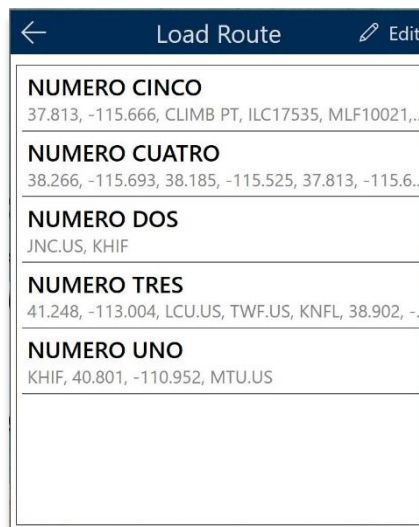 Load Route
Edit
NUMERO CINCO
37.813, -115.666, CLIMB PT, ILC17535, MLF10021,..
NUMERO CUATRO
38.266, -115.693, 38.185, -115.525, 37.813, -115.6..
NUMERO DOS
JNC.US, KHIF
NUMERO TRES
41.248, -113.004, LCU.US, TWF.US, KNFL, 38.902, -..
NUMERO UNO
KHIF, 40.801, -110.952, MTU.US